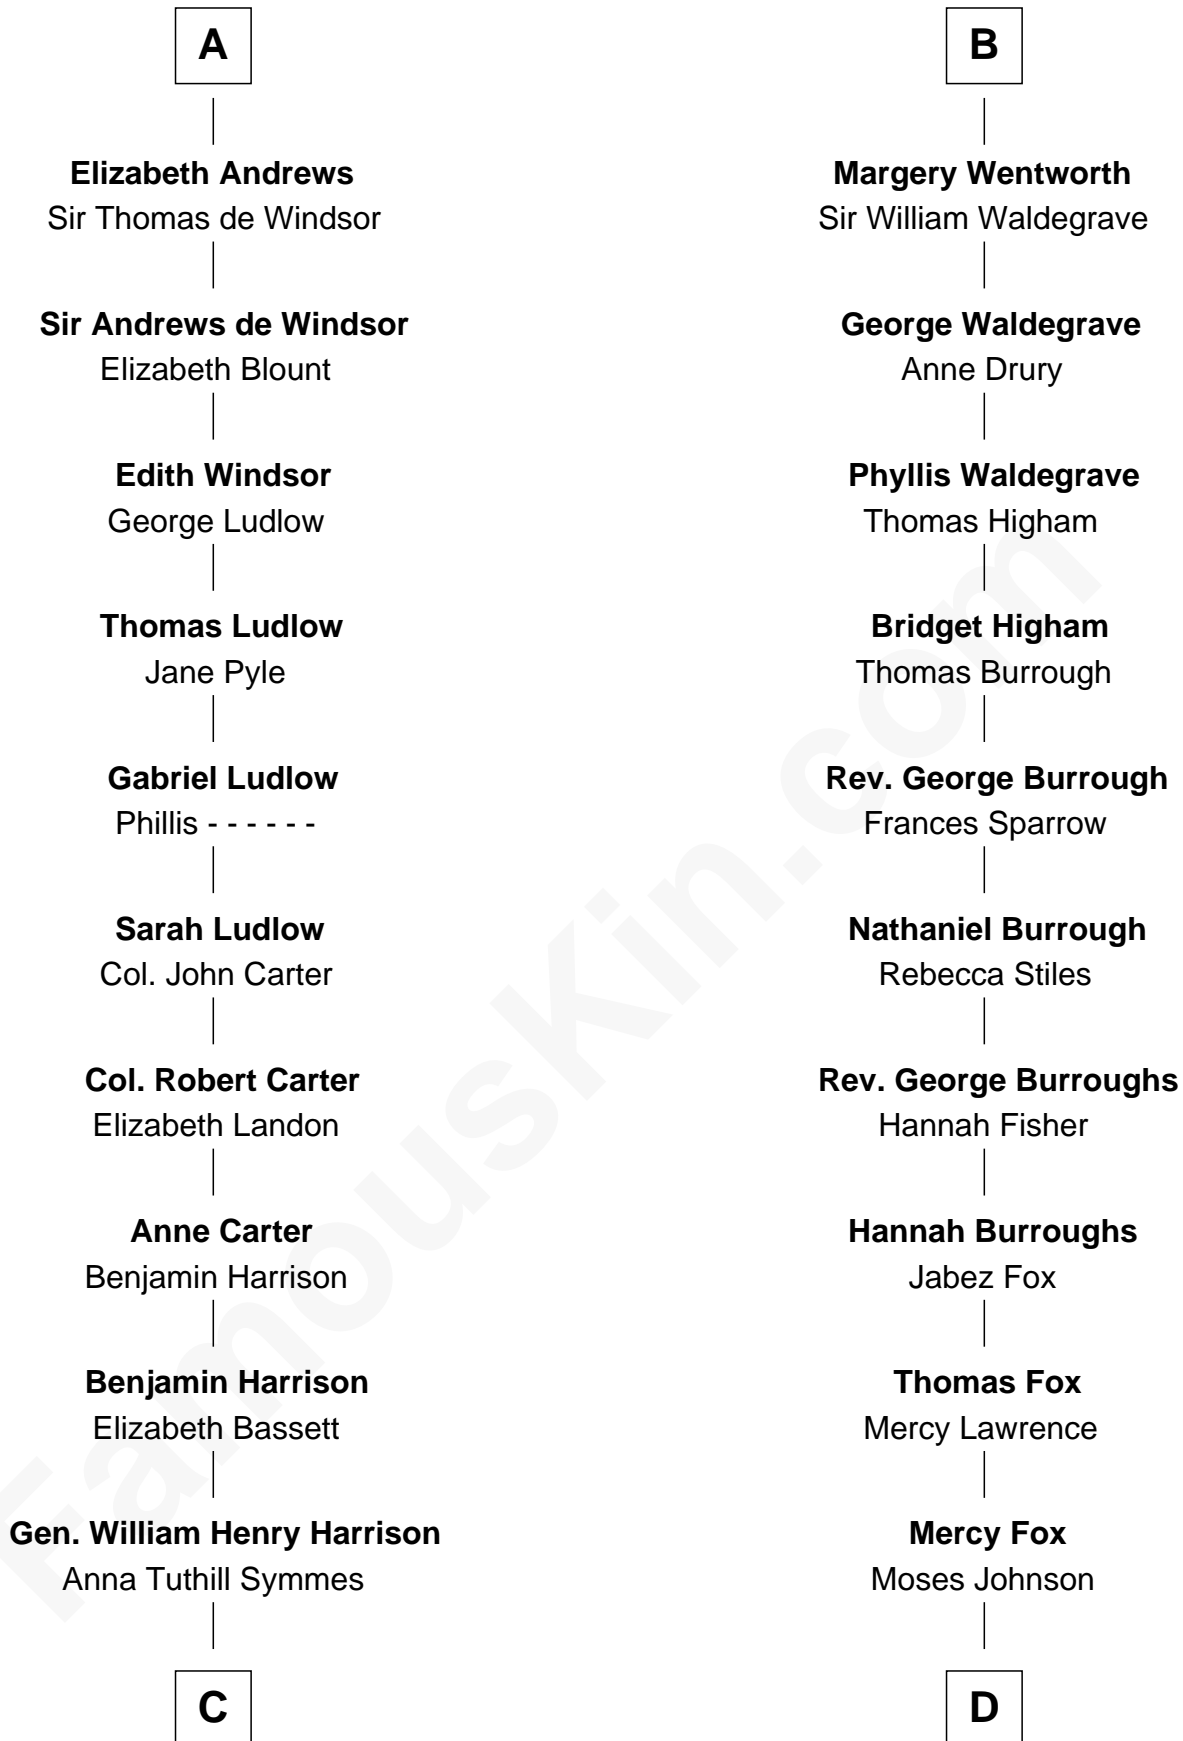 A
Elizabeth Andrews
Sir Thomas de Windsor
Sir Andrews de Windsor
Elizabeth Blount
Edith Windsor
George Ludlow
Thomas Ludlow
Jane Pyle
Gabriel Ludlow
Phillis - - - - - -
Sarah Ludlow
Col. John Carter
Col. Robert Carter
Elizabeth Landon
Anne Carter
Benjamin Harrison
Benjamin Harrison
Elizabeth Bassett
Gen. William Henry Harrison
Anna Tuthill Symmes
C
B
Margery Wentworth
Sir William Waldegrave
George Waldegrave
Anne Drury
Phyllis Waldegrave
Thomas Higham
Bridget Higham
Thomas Burrough
Rev. George Burrough
Frances Sparrow
Nathaniel Burrough
Rebecca Stiles
Rev. George Burroughs
Hannah Fisher
Hannah Burroughs
Jabez Fox
Thomas Fox
Mercy Lawrence
Mercy Fox
Moses Johnson
D
FamousKin.com